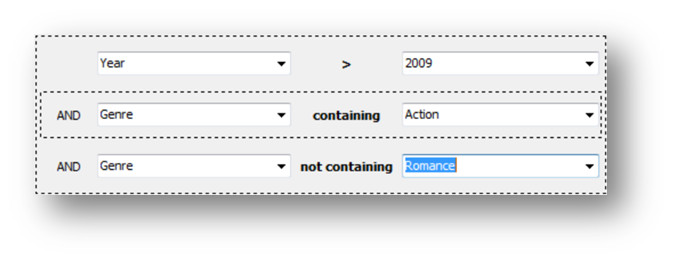 Year > 2009
AND Genre containing Action
AND Genre not containing Romance